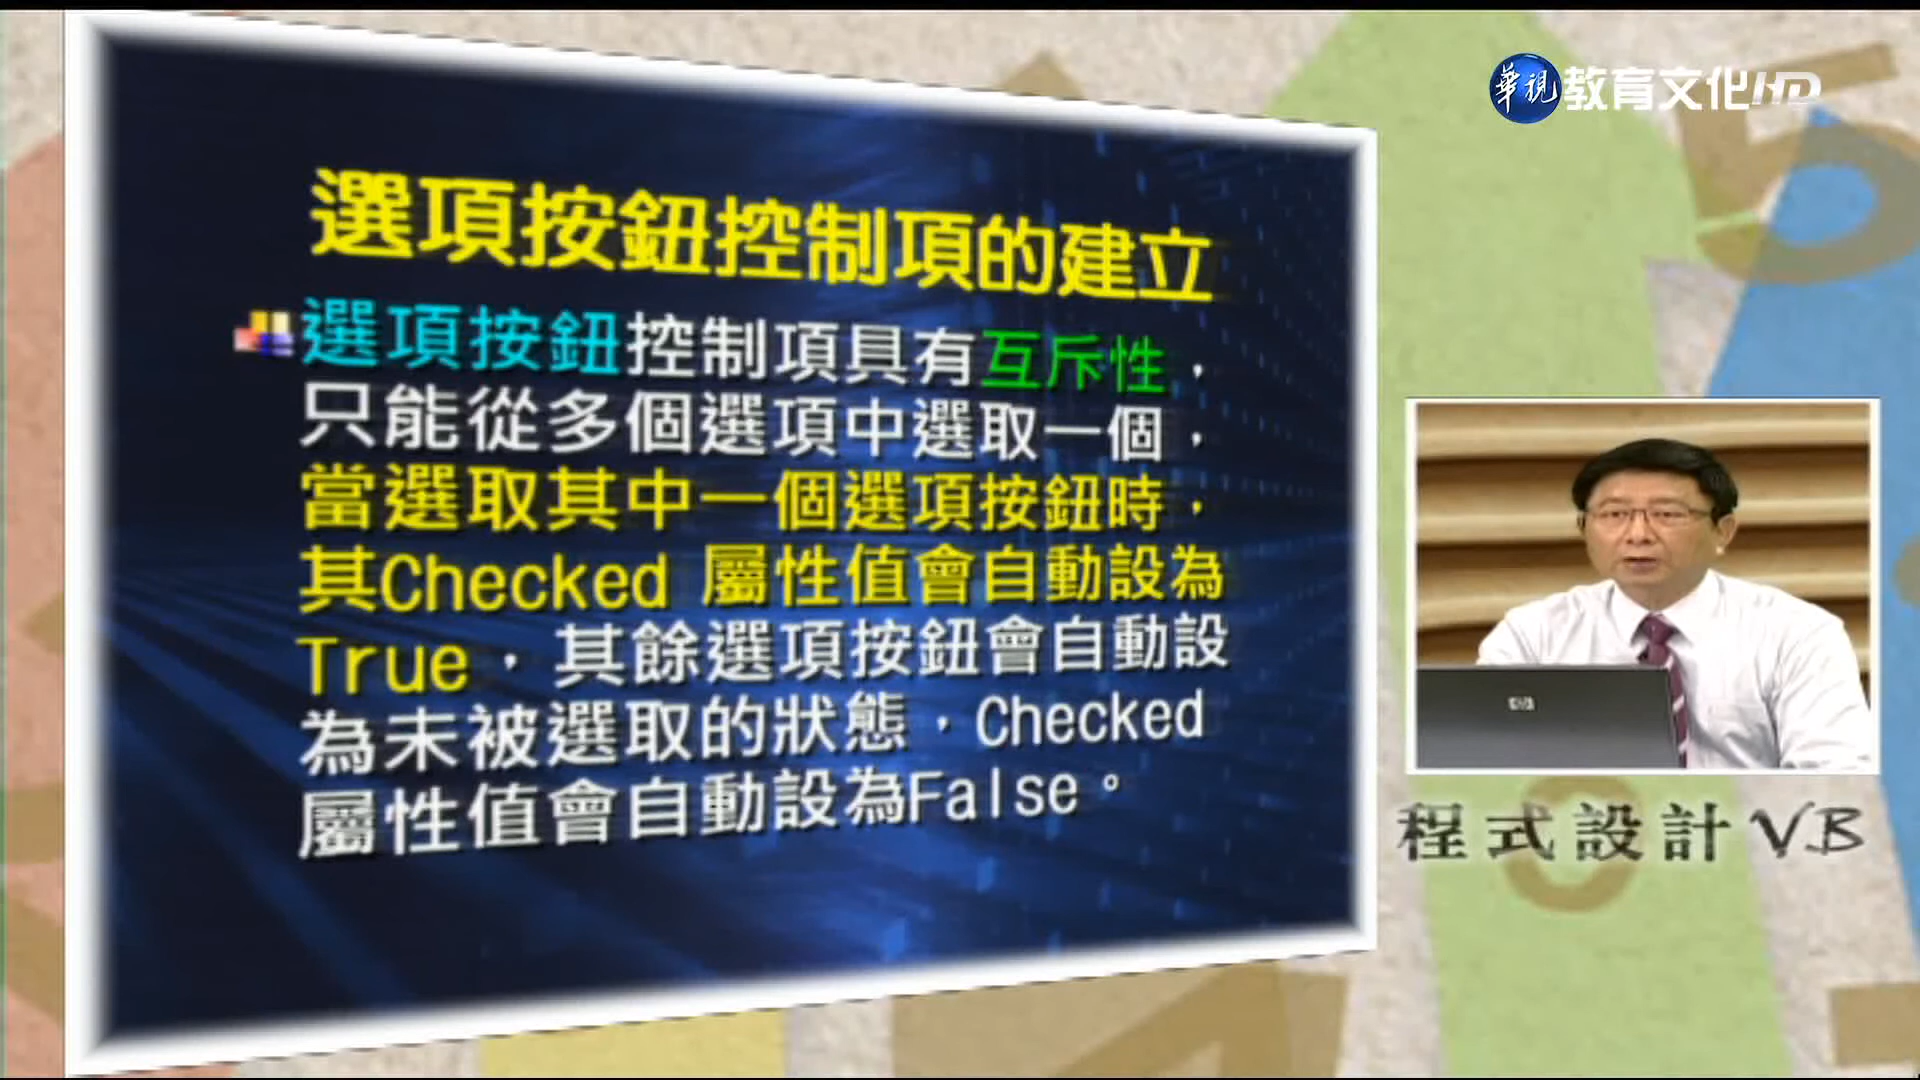 華視 教育文化HD
選項按鈕控制項的建立
選項按鈕控制項具有互斥性，
只能從多個選項中選取一個，
當選取其中一個選項按鈕時，
其Checked 屬性值會自動設為
True，其餘選項按鈕會自動設
為未被選取的狀態，Checked
屬性值會自動設為False。
hp
程式設計 VB